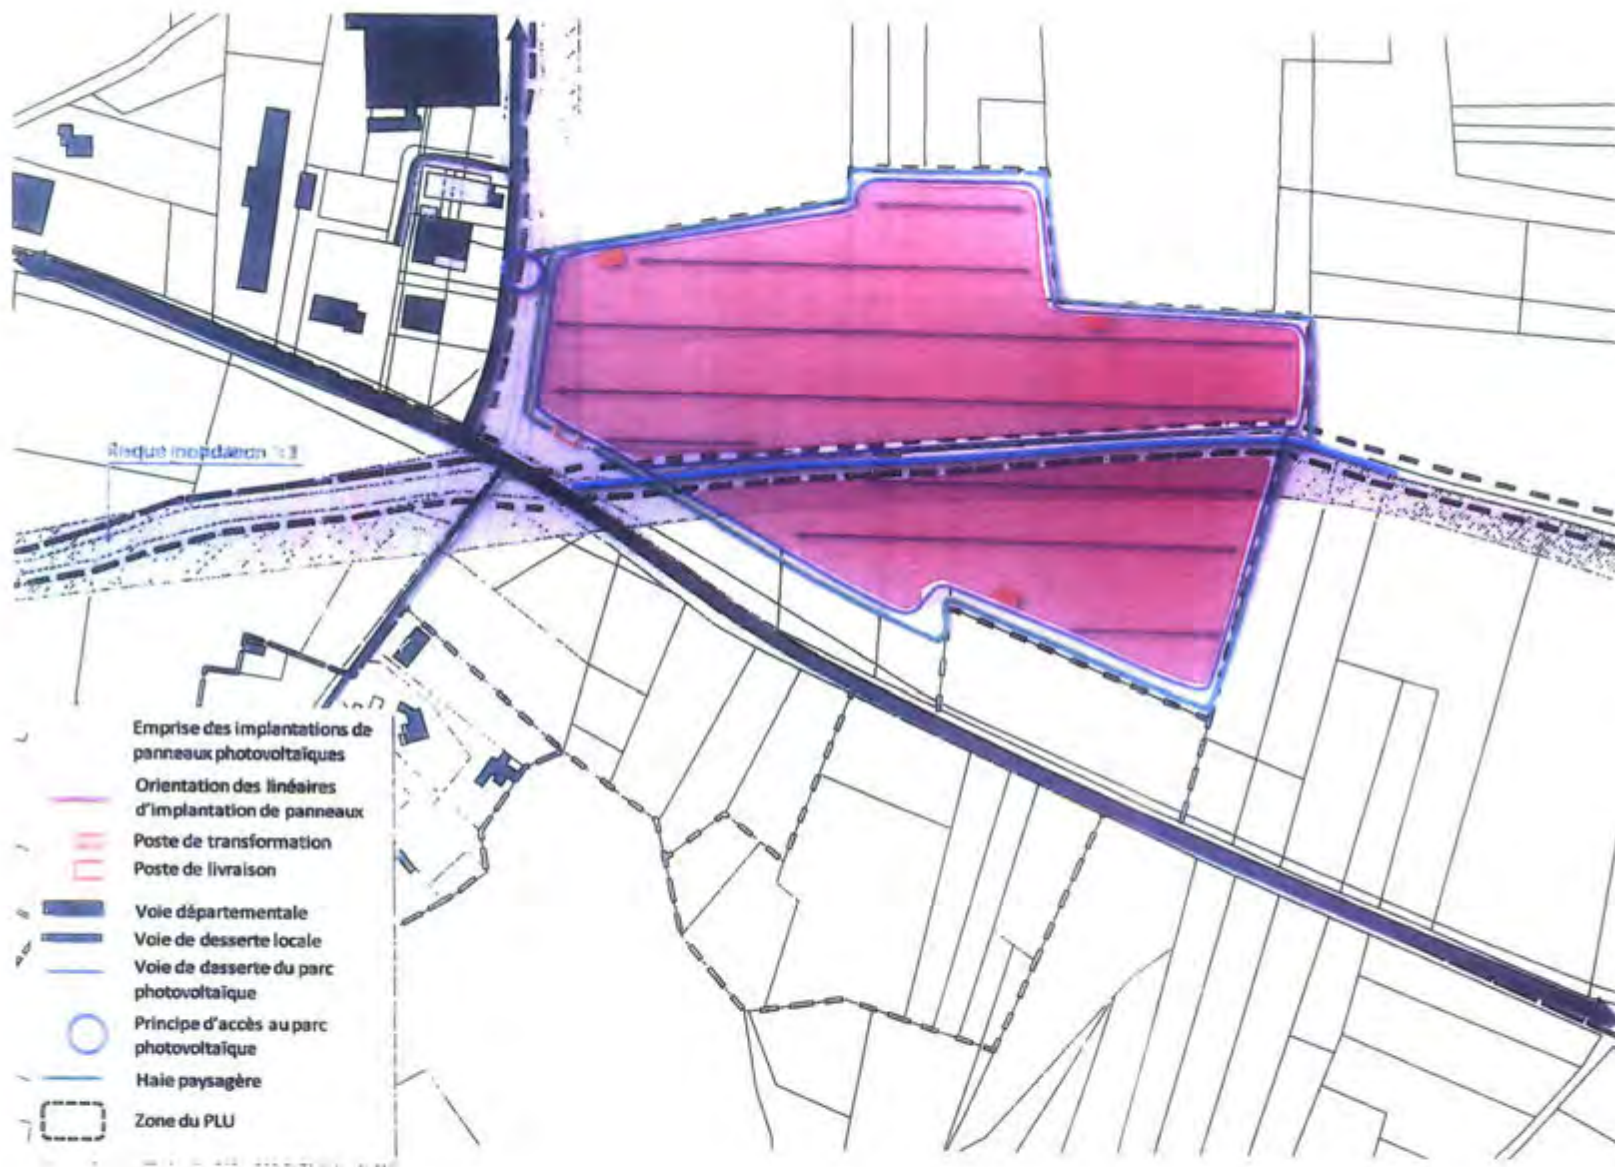 Risque inondation
Emprise des implantations de
panneaux photovoltaïques
Orientation des linéaires
d'implantation de panneaux
Poste de transformation
Poste de livraison
Voie départementale
Voie de desserte locale
Voie de desserte du parc
photovoltaïque
Principe d'accès au parc
photovoltaïque
Haie paysagère
Zone du PLU